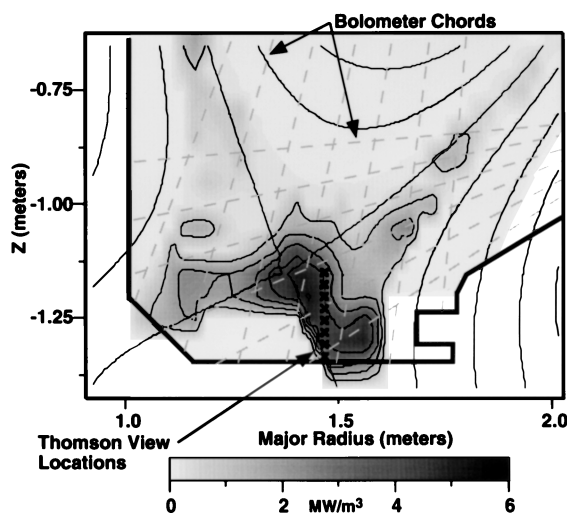 Bolometer Chords
-0.75
-1.00
-1.25
Z (meters)
1.0
1.5
2.0
Major Radius (meters)
Thomson View
Locations
0
2
MW/m³
4
6